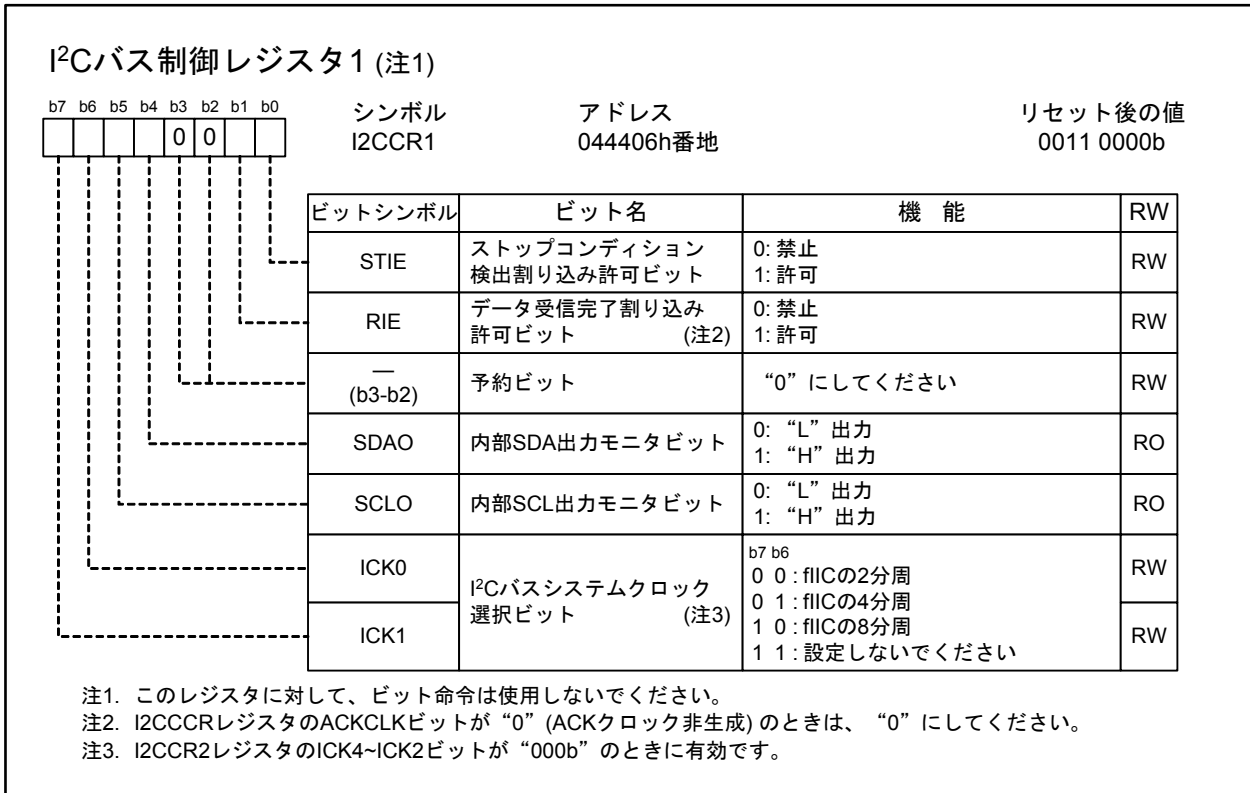 I²Cバス制御レジスタ1 (注1)
b7 b6 b5 b4 b3 b2 b1 b0
0 0
シンボル
I2CCR1
アドレス
044406h番地
リセット後の値
0011 0000b
ビットシンボル ビット名 機 能 RW
STIE
ストップコンディション
検出割り込み許可ビット
0: 禁止
1: 許可
RW
RIE
データ受信完了割り込み
許可ビット (注2)
0: 禁止
1: 許可
RW
—
(b3-b2)
予約ビット
“0”にしてください
RW
SDAO
内部SDA出力モニタビット
0: “L”出力
1: “H”出力
RO
SCLO
内部SCL出力モニタビット
0: “L”出力
1: “H”出力
RO
ICK0
ICK1
I²Cバスシステムクロック
選択ビット (注3)
b7 b6
0 0 : fIICの2分周
0 1 : fIICの4分周
1 0 : fIICの8分周
1 1 : 設定しないでください
RW
RW
注1. このレジスタに対して、ビット命令は使用しないでください。
注2. I2CCCRレジスタのACKCLKビットが“0”(ACKクロック非生成) のときは、“0”にしてください。
注3. I2CCR2レジスタのICK4~ICK2ビットが“000b”のときに有効です。